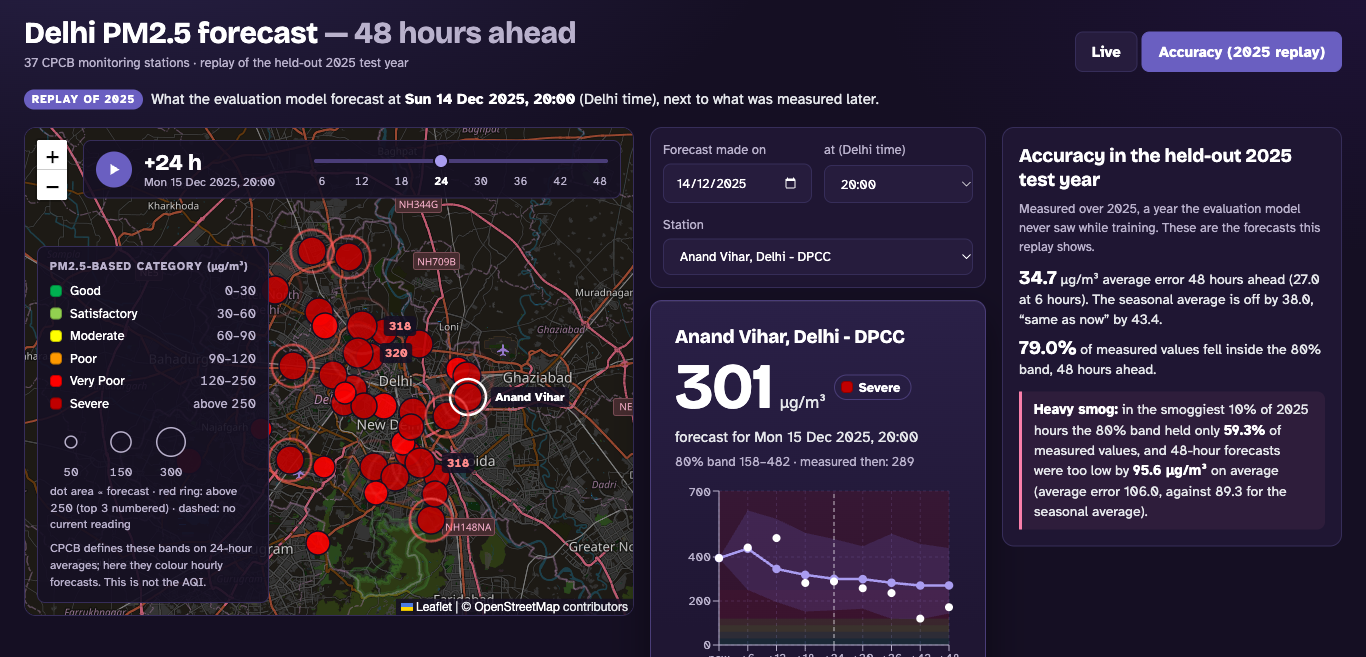 Delhi PM2.5 forecast — 48 hours ahead
37 CPCB monitoring stations · replay of the held-out 2025 test year
Live
Accuracy (2025 replay)
REPLAY OF 2025
What the evaluation model forecast at Sun 14 Dec 2025, 20:00 (Delhi time), next to what was measured later.
+
−
+24 h
Mon 15 Dec 2025, 20:00
6 12 18 24 30 36 42 48
Baghpat
Kharkhoda
NH344G
NH709B
Muradnagar
Loni
Ghaziabad
318
320
Delhi
Ghaziabad
Anand Vihar
NE
New D
318
ida
Dadri
NH148NA
gram
Greater No
Faridabad
Farrukhnagar
PM2.5-BASED CATEGORY (µg/m³)
Good 0–30
Satisfactory 30–60
Moderate 60–90
Poor 90–120
Very Poor 120–250
Severe above 250
50 150 300
dot area ∝ forecast · red ring: above
250 (top 3 numbered) · dashed: no
current reading
CPCB defines these bands on 24-hour
averages; here they colour hourly
forecasts. This is not the AQI.
Leaflet | © OpenStreetMap contributors
Forecast made on
at (Delhi time)
14/12/2025
20:00
Station
Anand Vihar, Delhi - DPCC
Anand Vihar, Delhi - DPCC
301 µg/m³
Severe
forecast for Mon 15 Dec 2025, 20:00
80% band 158–482 · measured then: 289
700
400
200
0
Accuracy in the held-out 2025
test year
Measured over 2025, a year the evaluation model
never saw while training. These are the forecasts this
replay shows.
34.7 µg/m³ average error 48 hours ahead (27.0
at 6 hours). The seasonal average is off by 38.0,
“same as now” by 43.4.
79.0% of measured values fell inside the 80%
band, 48 hours ahead.
Heavy smog: in the smoggiest 10% of 2025
hours the 80% band held only 59.3% of
measured values, and 48-hour forecasts
were too low by 95.6 µg/m³ on average
(average error 106.0, against 89.3 for the
seasonal average).